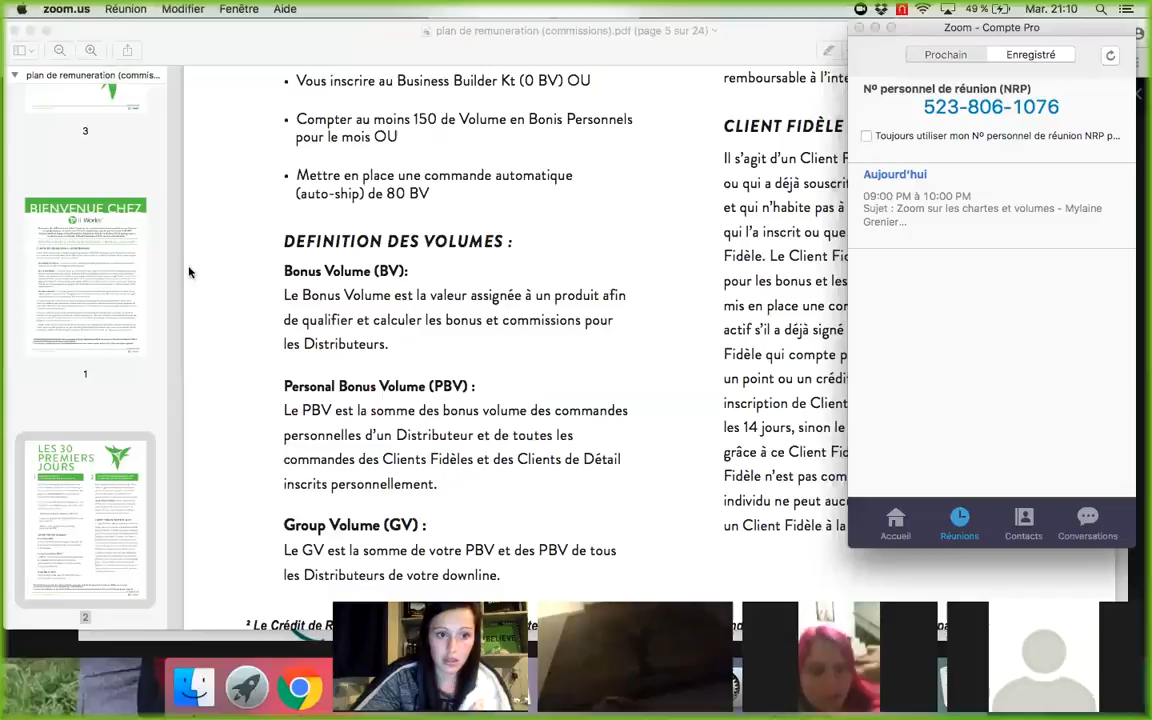 zoom.us Réunion Modifier Fenêtre Aide
49 % Mar. 21:10
plan de remuneration (commissions).pdf (page 5 sur 24)
plan de remuneration (commis...
3
BIENVENUE CHEZ
It Works!
1
LES 30
PREMIERS
JOURS
2
• Vous inscrire au Business Builder Kt (0 BV) OU
• Compter au moins 150 de Volume en Bonis Personnels
pour le mois OU
• Mettre en place une commande automatique
(auto-ship) de 80 BV
DEFINITION DES VOLUMES :
Bonus Volume (BV):
Le Bonus Volume est la valeur assignée à un produit afin
de qualifier et calculer les bonus et commissions pour
les Distributeurs.
Personal Bonus Volume (PBV) :
Le PBV est la somme des bonus volume des commandes
personnelles d'un Distributeur et de toutes les
commandes des Clients Fidèles et des Clients de Détail
inscrits personnellement.
Group Volume (GV) :
Le GV est la somme de votre PBV et des PBV de tous
les Distributeurs de votre downline.
² Le Crédit de
remboursable à l'inte
CLIENT FIDÈLE
Il s'agit d'un Client F
ou qui a déjà souscri
et qui n'habite pas à
qui l'a inscrit ou que
Fidèle. Le Client Fid
pour les bonus et les
mis en place une con
actif s'il a déjà signé
Fidèle qui compte p
un point ou un crédi
inscription de Client
les 14 jours, sinon le
grâce à ce Client Fid
Fidèle n'est pas com
individu ne peut auc
un Client Fidèle à la
Zoom - Compte Pro
Prochain Enregistré
Nº personnel de réunion (NRP)
523-806-1076
Toujours utiliser mon Nº personnel de réunion NRP p...
Aujourd'hui
09:00 PM à 10:00 PM
Sujet : Zoom sur les chartes et volumes - Mylaine
Grenier...
Accueil Réunions Contacts Conversations
BELIEVE